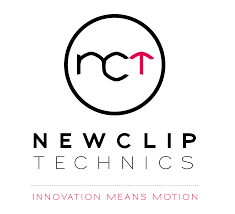 nct
NEWCLIP
TECHNICS
INNOVATION MEANS MOTION